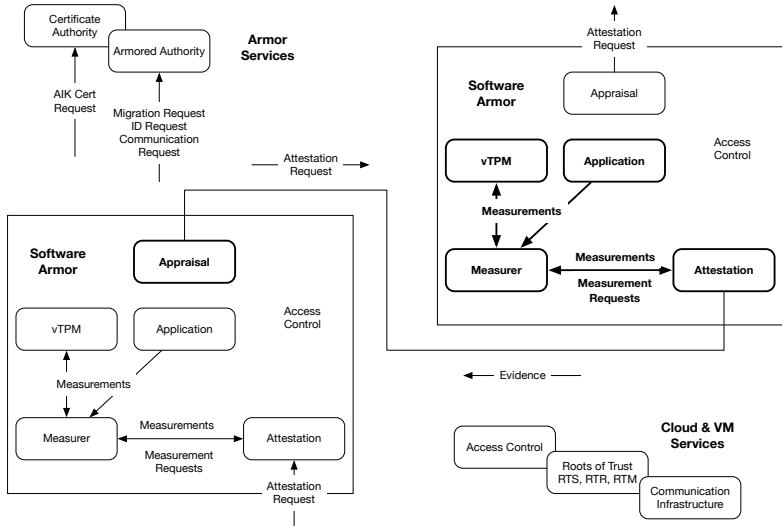 Certificate
Authority
Armored Authority
Armor
Services
AIK Cert
Request
Migration Request
ID Request
Communication
Request
Attestation
Request
Attestation
Request
Software
Armor
Appraisal
vTPM
Application
Access
Control
Measurements
Measurer
Measurements
Measurement
Requests
Attestation
Software
Armor
Appraisal
vTPM
Application
Access
Control
Measurements
Measurer
Measurements
Measurement
Requests
Attestation
Attestation
Request
Evidence
Cloud & VM
Services
Access Control
Roots of Trust
RTS, RTR, RTM
Communication
Infrastructure